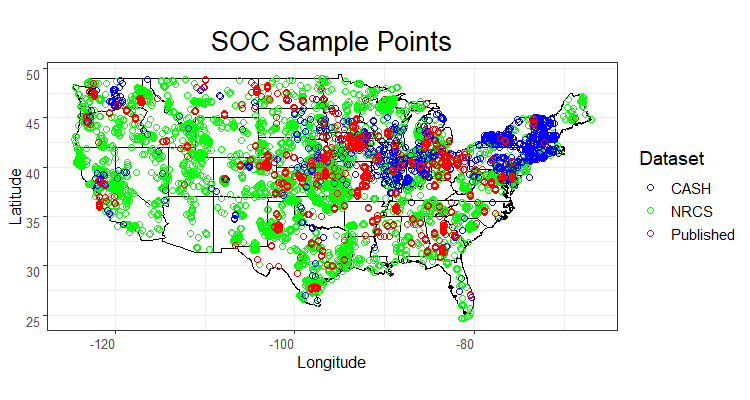 SOC Sample Points
50
45
40
35
30
25
Latitude
-120
-100
-80
Longitude
Dataset
CASH
NRCS
Published